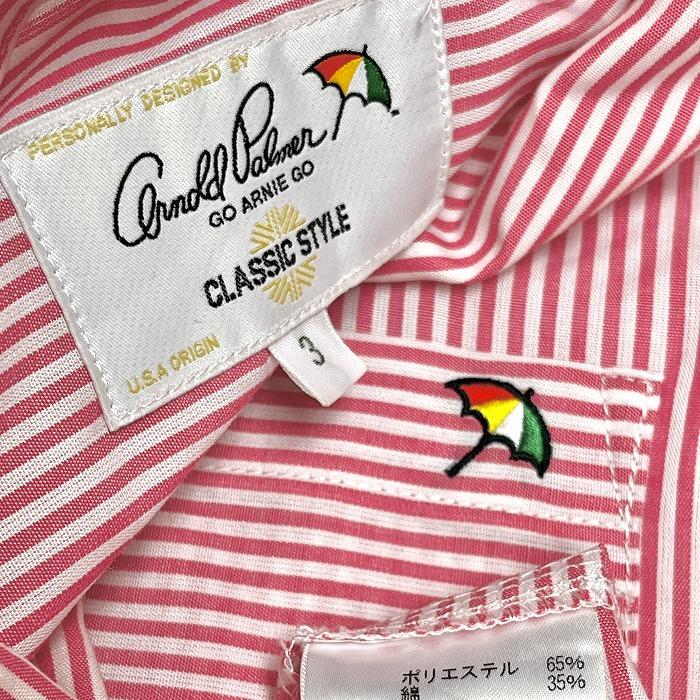 PERSONALLY DESIGNED BY
Arnold Palmer
GO ARNIE GO
CLASSIC STYLE
U.S.A ORIGIN
3
ポリエステル 65%
綿 35%